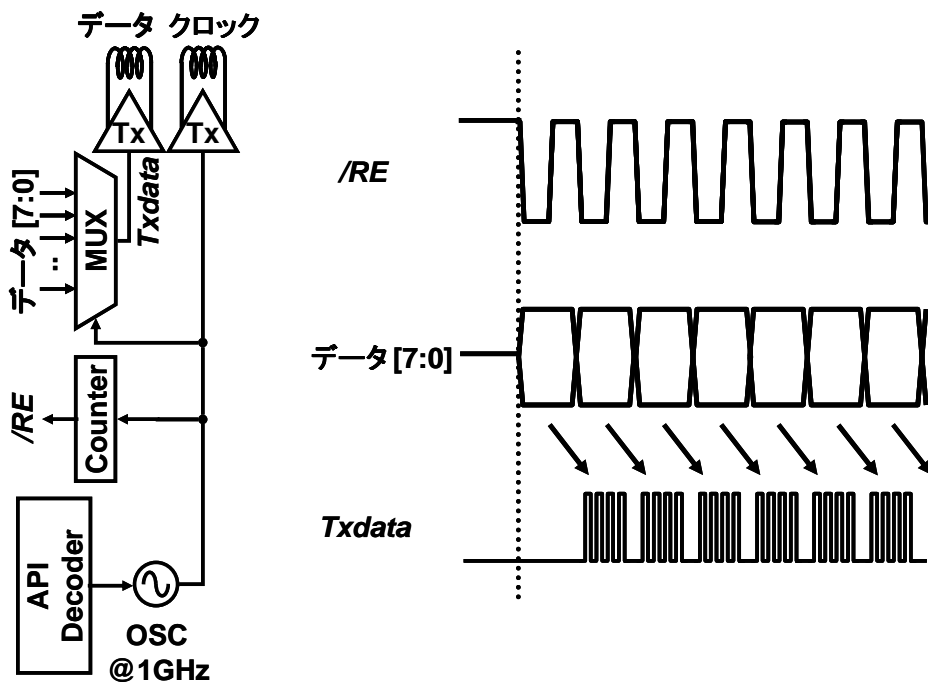 データ クロック
Tx Tx
Txdata
データ [7:0]
MUX
‥
/RE
Counter
API
Decoder
OSC
@1GHz
/RE
データ [7:0]
Txdata